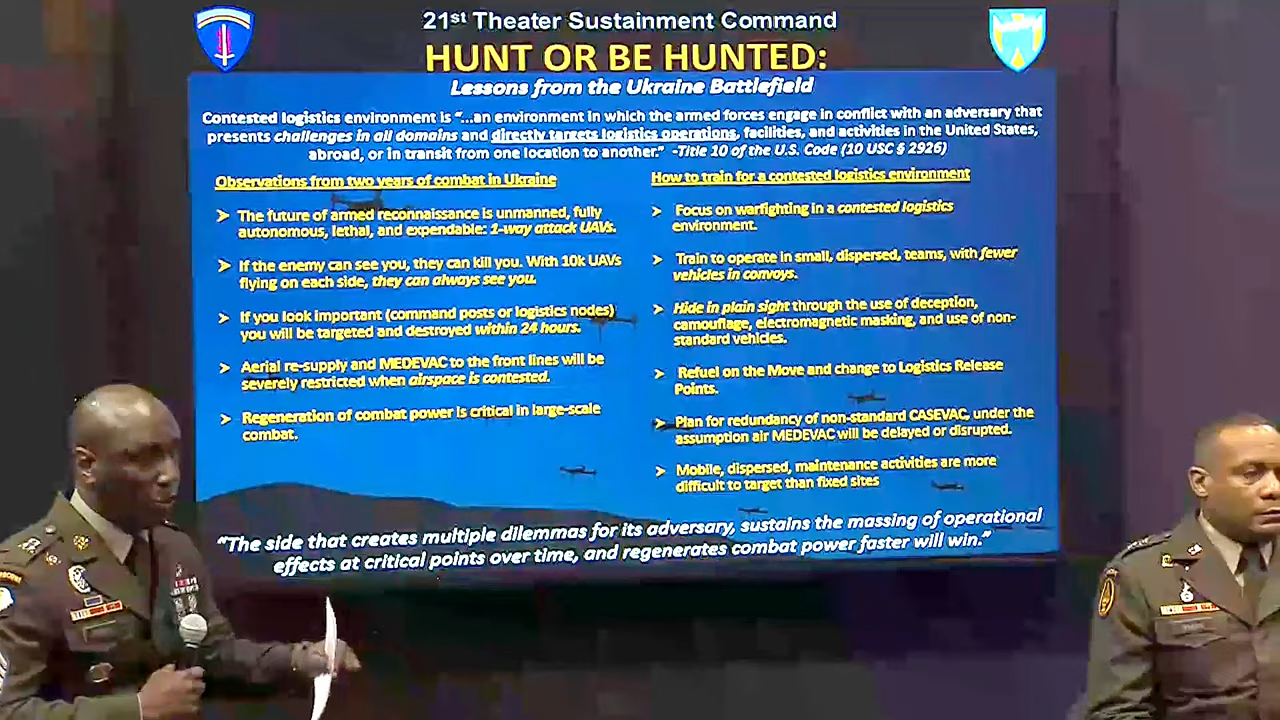 21st Theater Sustainment Command
HUNT OR BE HUNTED:
Lessons from the Ukraine Battlefield
Contested logistics environment is “...an environment in which the armed forces engage in conflict with an adversary that
presents challenges in all domains and directly targets logistics operations, facilities, and activities in the United States,
abroad, or in transit from one location to another.” -Title 10 of the U.S. Code (10 USC § 2926)
Observations from two years of combat in Ukraine
➤ The future of armed reconnaissance is unmanned, fully
autonomous, lethal, and expendable: 1-way attack UAVs.
➤ If the enemy can see you, they can kill you. With 10k UAVs
flying on each side, they can always see you.
➤ If you look important (command posts or logistics nodes)
you will be targeted and destroyed within 24 hours.
➤ Aerial re-supply and MEDEVAC to the front lines will be
severely restricted when airspace is contested.
➤ Regeneration of combat power is critical in large-scale
combat.
How to train for a contested logistics environment
➤ Focus on warfighting in a contested logistics
environment.
➤ Train to operate in small, dispersed, teams, with fewer
vehicles in convoys.
➤ Hide in plain sight through the use of deception,
camouflage, electromagnetic masking, and use of non-
standard vehicles.
➤ Refuel on the Move and change to Logistics Release
Points.
➤ Plan for redundancy of non-standard CASEVAC, under the
assumption air MEDEVAC will be delayed or disrupted.
➤ Mobile, dispersed, maintenance activities are more
difficult to target than fixed sites
“The side that creates multiple dilemmas for its adversary, sustains the massing of operational
effects at critical points over time, and regenerates combat power faster will win.”